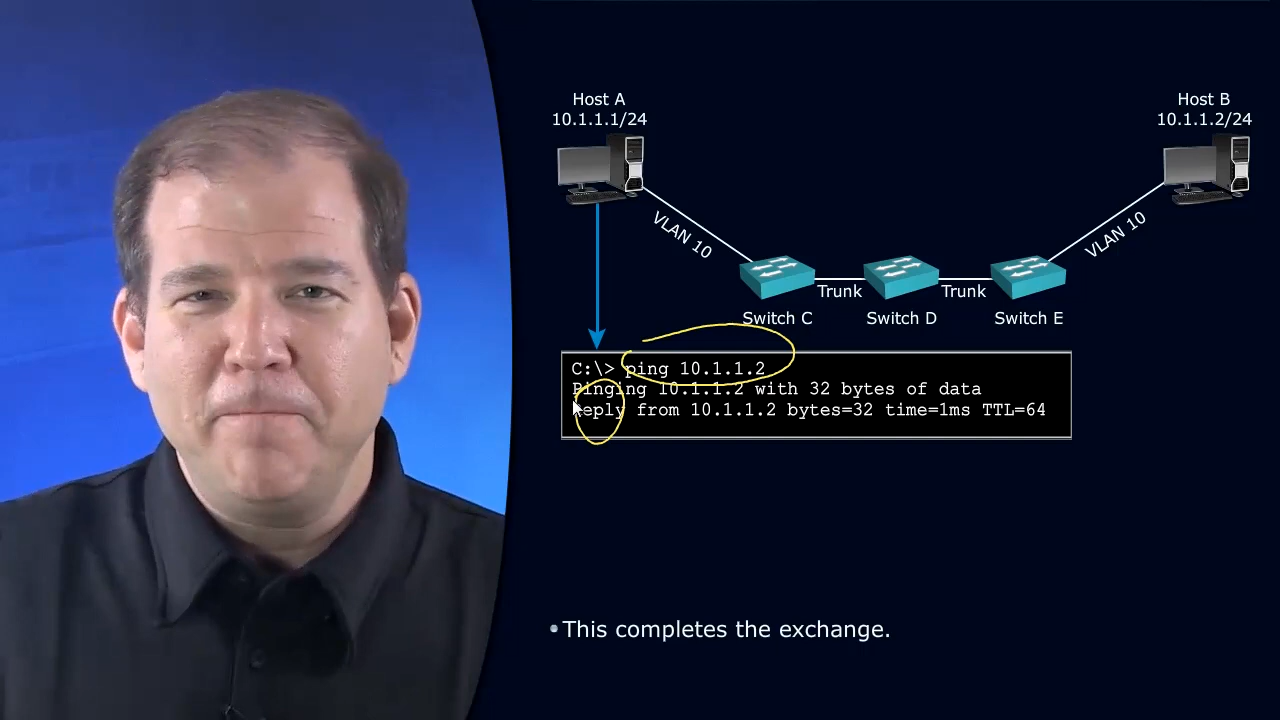 Host A
10.1.1.1/24
Host B
10.1.1.2/24
VLAN 10
VLAN 10
Trunk
Trunk
Switch C
Switch D
Switch E
C:\> ping 10.1.1.2
Pinging 10.1.1.2 with 32 bytes of data
Reply from 10.1.1.2 bytes=32 time=1ms TTL=64
This completes the exchange.